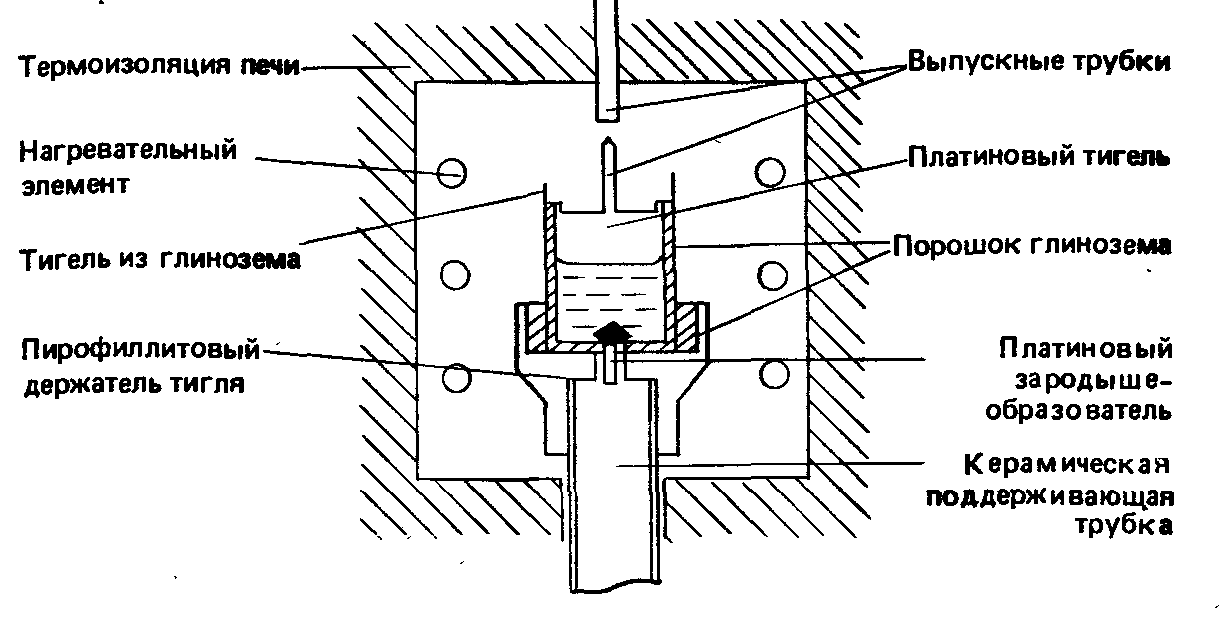 Термоизоляция печи
Нагревательный
элемент
Тигель из глинозема
Пирофиллитовый
держатель тигля
Выпускные трубки
Платиновый тигель
Порошок глинозема
Платиновый
зародыше-
образователь
Керамическая
поддерживающая
трубка